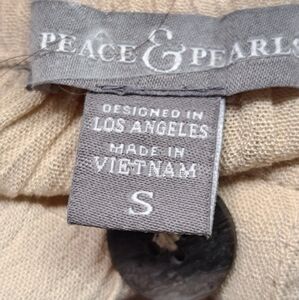 PEACE & PEARLS
DESIGNED IN
LOS ANGELES
MADE IN
VIETNAM
S